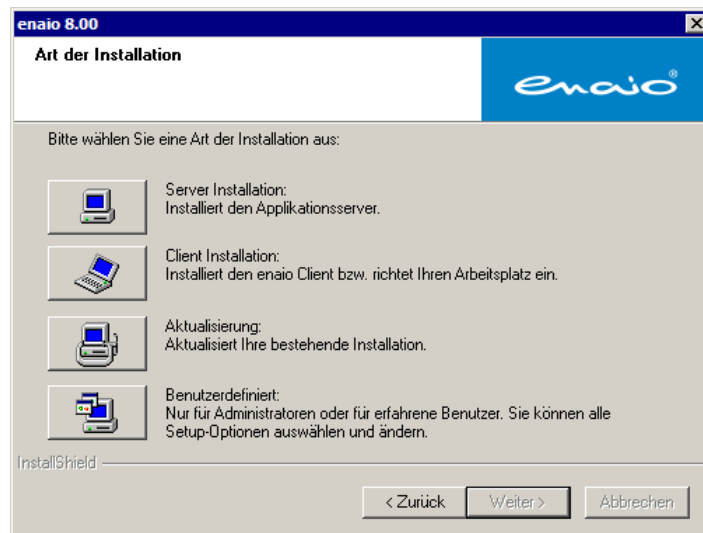 enaio 8.00
Art der Installation
enaio®
Bitte wählen Sie eine Art der Installation aus:
Server Installation:
Installiert den Applikationsserver.
Client Installation:
Installiert den enaio Client bzw. richtet Ihren Arbeitsplatz ein.
Aktualisierung:
Aktualisiert Ihre bestehende Installation.
Benutzerdefiniert:
Nur für Administratoren oder für erfahrene Benutzer. Sie können alle
Setup-Optionen auswählen und ändern.
InstallShield
< Zurück
Weiter >
Abbrechen